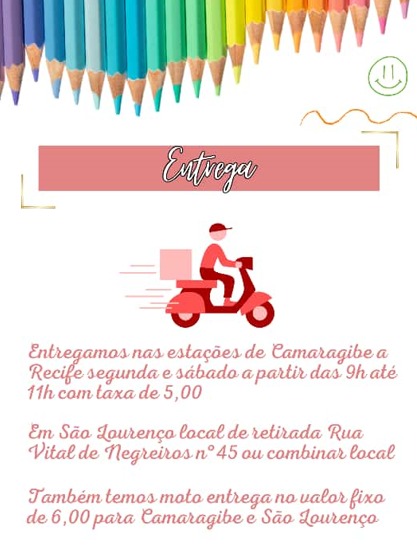 Entrega
Entregamos nas estações de Camaragibe a
Recife segunda e sábado a partir das 9h até
11h com taxa de 5,00
Em São Lourenço local de retirada Rua
Vital de Negreiros nº 45 ou combinar local
Também temos moto entrega no valor fixo
de 6,00 para Camaragibe e São Lourenço